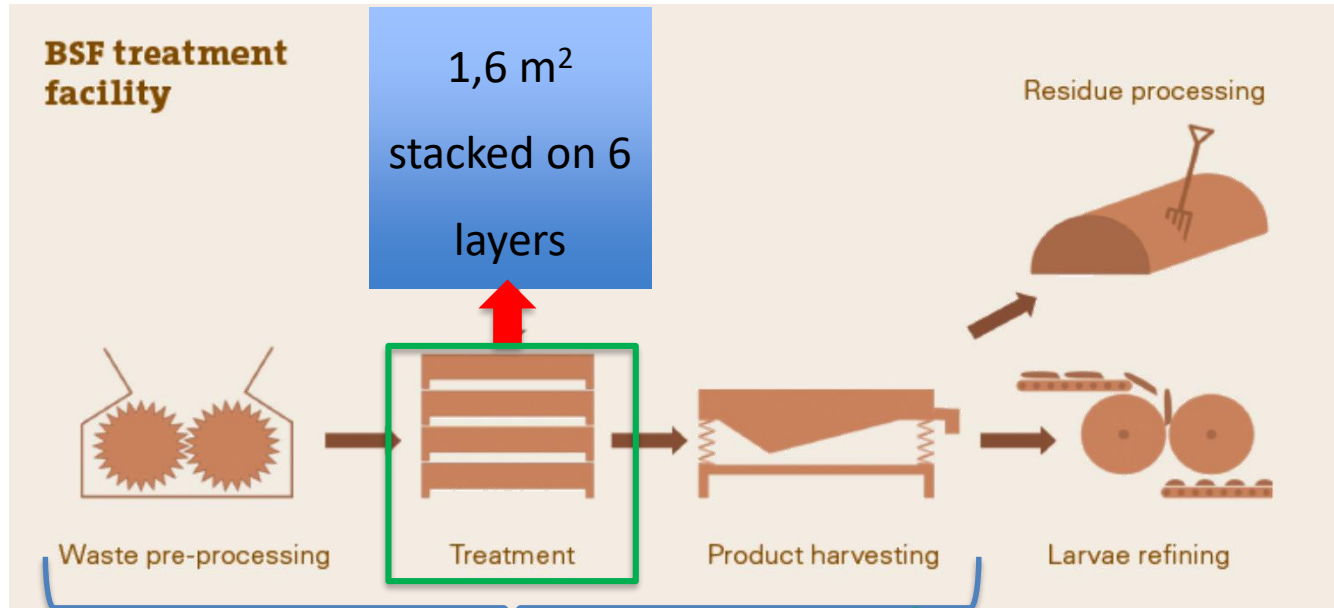 BSF treatment
facility
1,6 m²
stacked on 6
layers
Residue processing
Waste pre-processing
Treatment
Product harvesting
Larvae refining